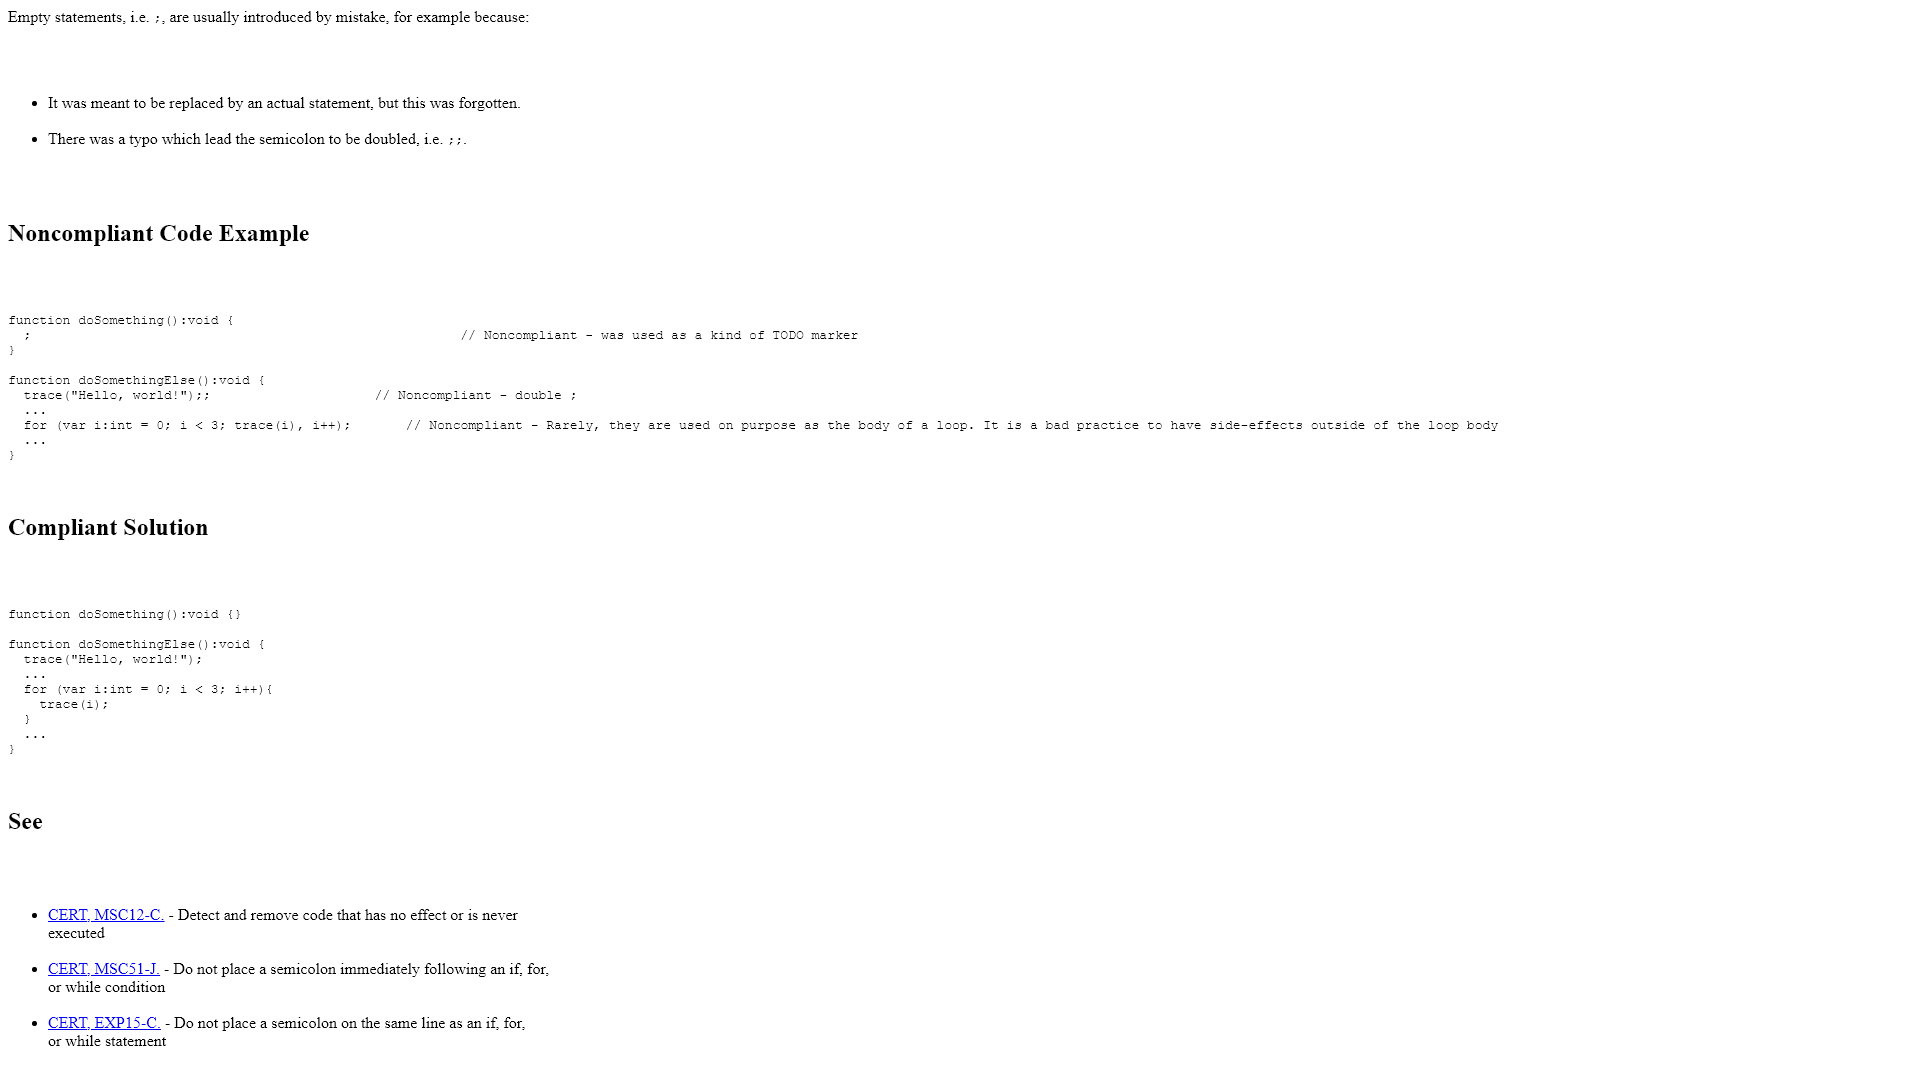 Empty statements, i.e. ;, are usually introduced by mistake, for example because:
• It was meant to be replaced by an actual statement, but this was forgotten.
• There was a typo which lead the semicolon to be doubled, i.e. ;;.
Noncompliant Code Example
function doSomething():void {
  ;                                                       // Noncompliant - was used as a kind of TODO marker
}
function doSomethingElse():void {
  trace("Hello, world!");;                     // Noncompliant - double ;
  ...
  for (var i:int = 0; i < 3; trace(i), i++);       // Noncompliant - Rarely, they are used on purpose as the body of a loop. It is a bad practice to have side-effects outside of the loop body
  ...
}
Compliant Solution
function doSomething():void {}
function doSomethingElse():void {
  trace("Hello, world!");
  ...
  for (var i:int = 0; i < 3; i++){
    trace(i);
  }
  ...
}
See
• CERT, MSC12-C. - Detect and remove code that has no effect or is never
executed
• CERT, MSC51-J. - Do not place a semicolon immediately following an if, for,
or while condition
• CERT, EXP15-C. - Do not place a semicolon on the same line as an if, for,
or while statement